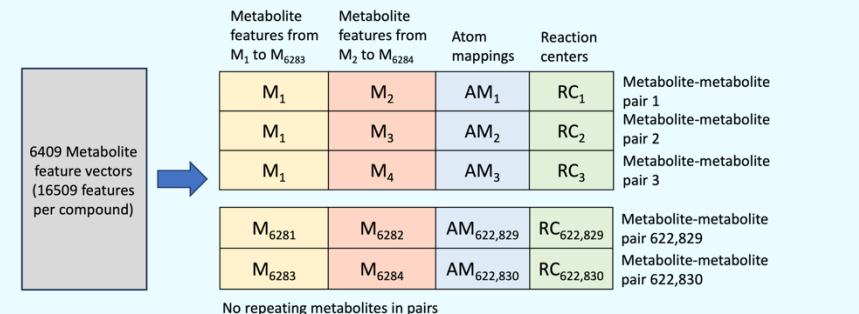 Metabolite
features from
M₁ to M₆₂₈₃
Metabolite
features from
M₂ to M₆₂₈₄
Atom
mappings
Reaction
centers
6409 Metabolite
feature vectors
(16509 features
per compound)
M₁
M₂
AM₁
RC₁
Metabolite-metabolite
pair 1
M₁
M₃
AM₂
RC₂
Metabolite-metabolite
pair 2
M₁
M₄
AM₃
RC₃
Metabolite-metabolite
pair 3
M₆₂₈₁
M₆₂₈₂
AM₆₂₂,₈₂₉
RC₆₂₂,₈₂₉
Metabolite-metabolite
pair 622,829
M₆₂₈₃
M₆₂₈₄
AM₆₂₂,₈₃₀
RC₆₂₂,₈₃₀
Metabolite-metabolite
pair 622,830
No repeating metabolites in pairs